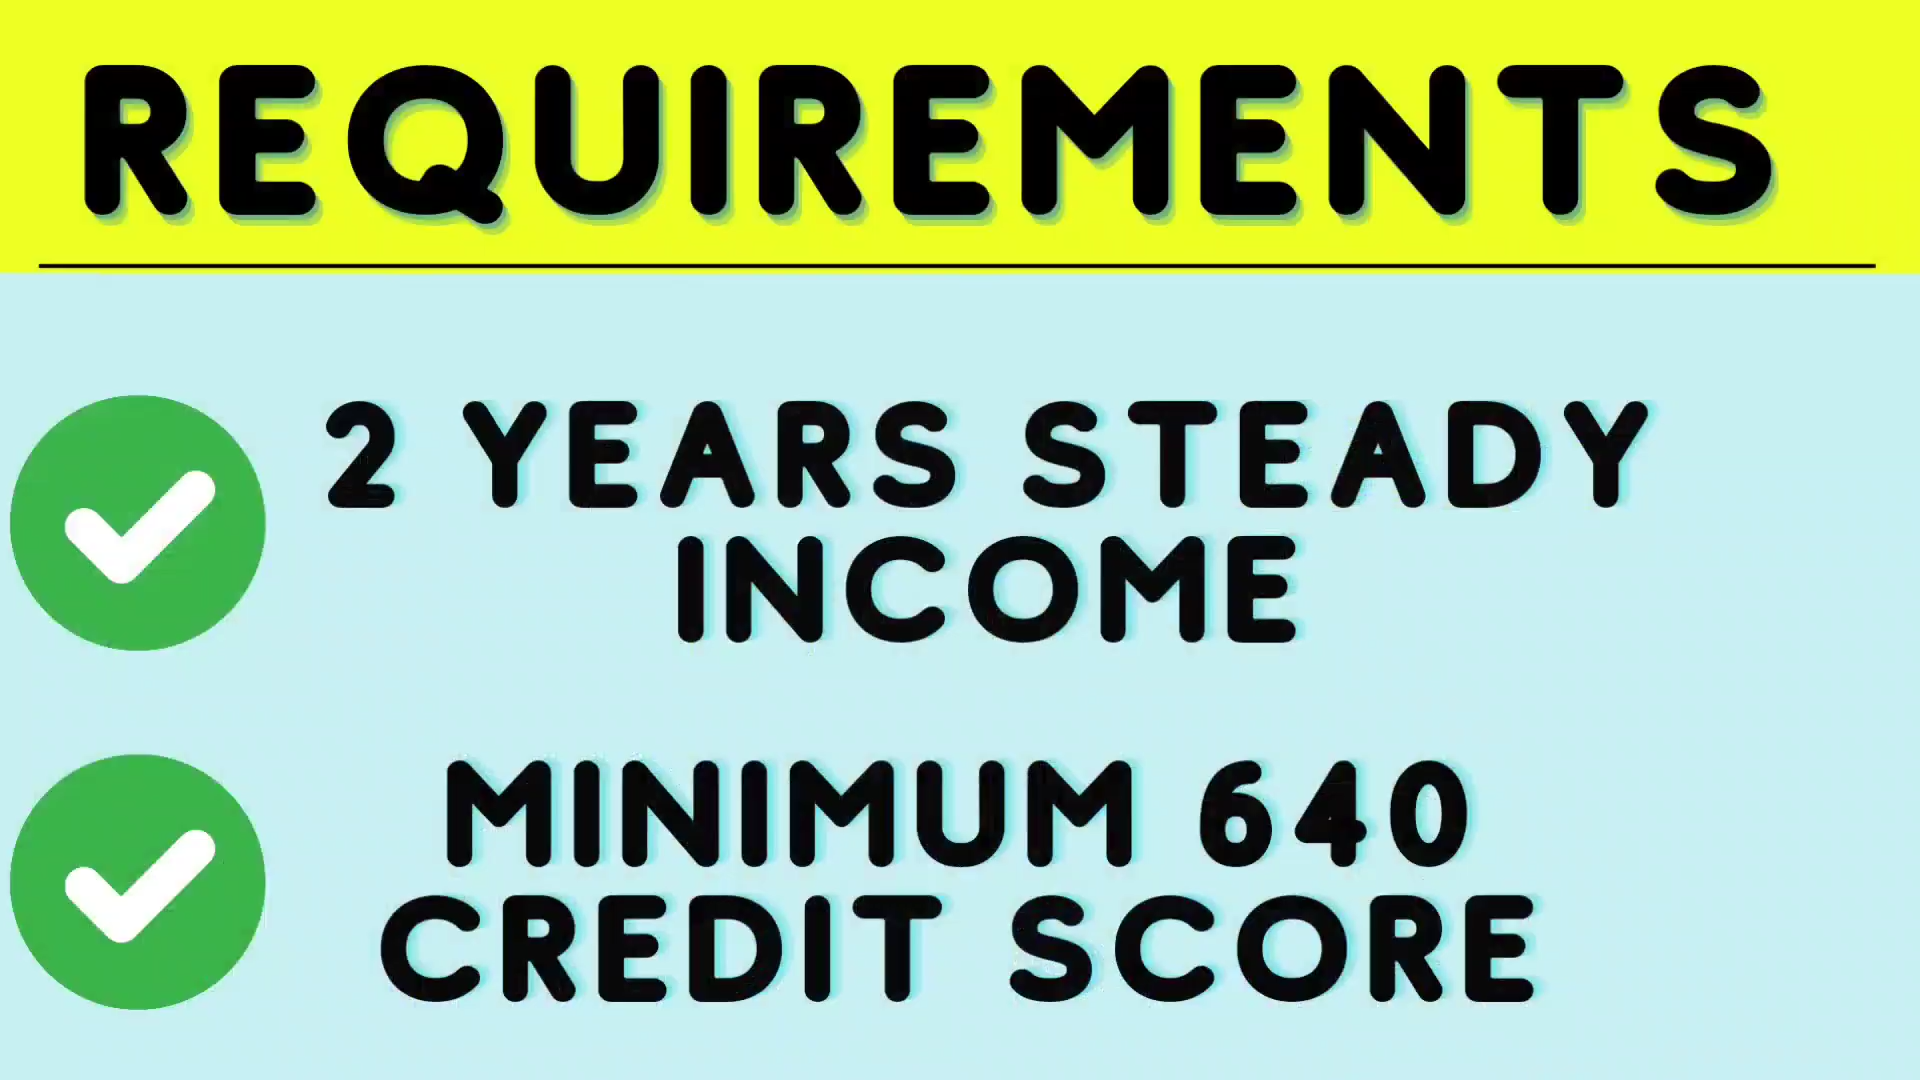 REQUIREMENTS
2 YEARS STEADY
INCOME
MINIMUM 640
CREDIT SCORE